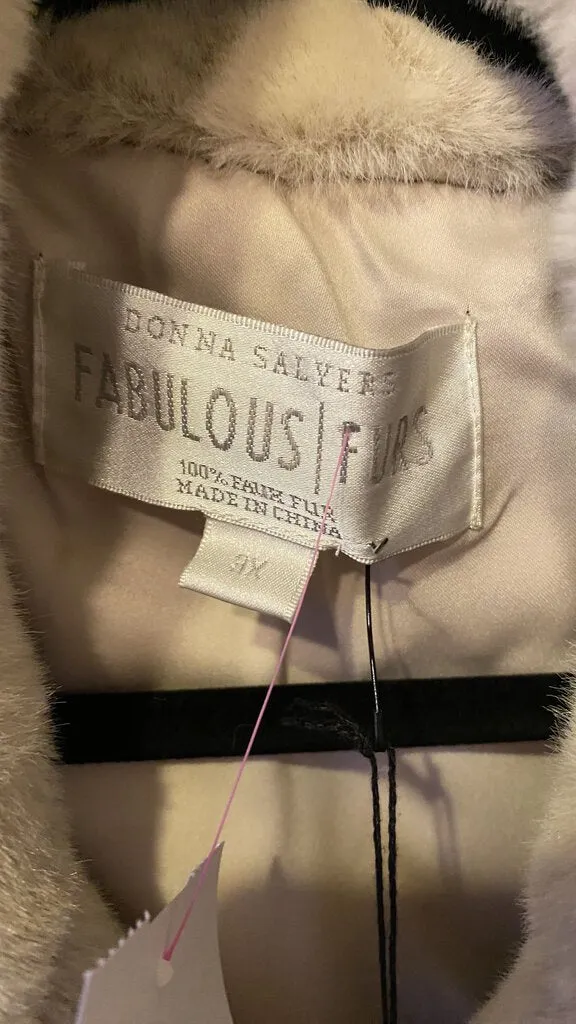 DONNA SALYERS
FABULOUS | FURS
100% FAUX FUR
MADE IN CHINA
3X